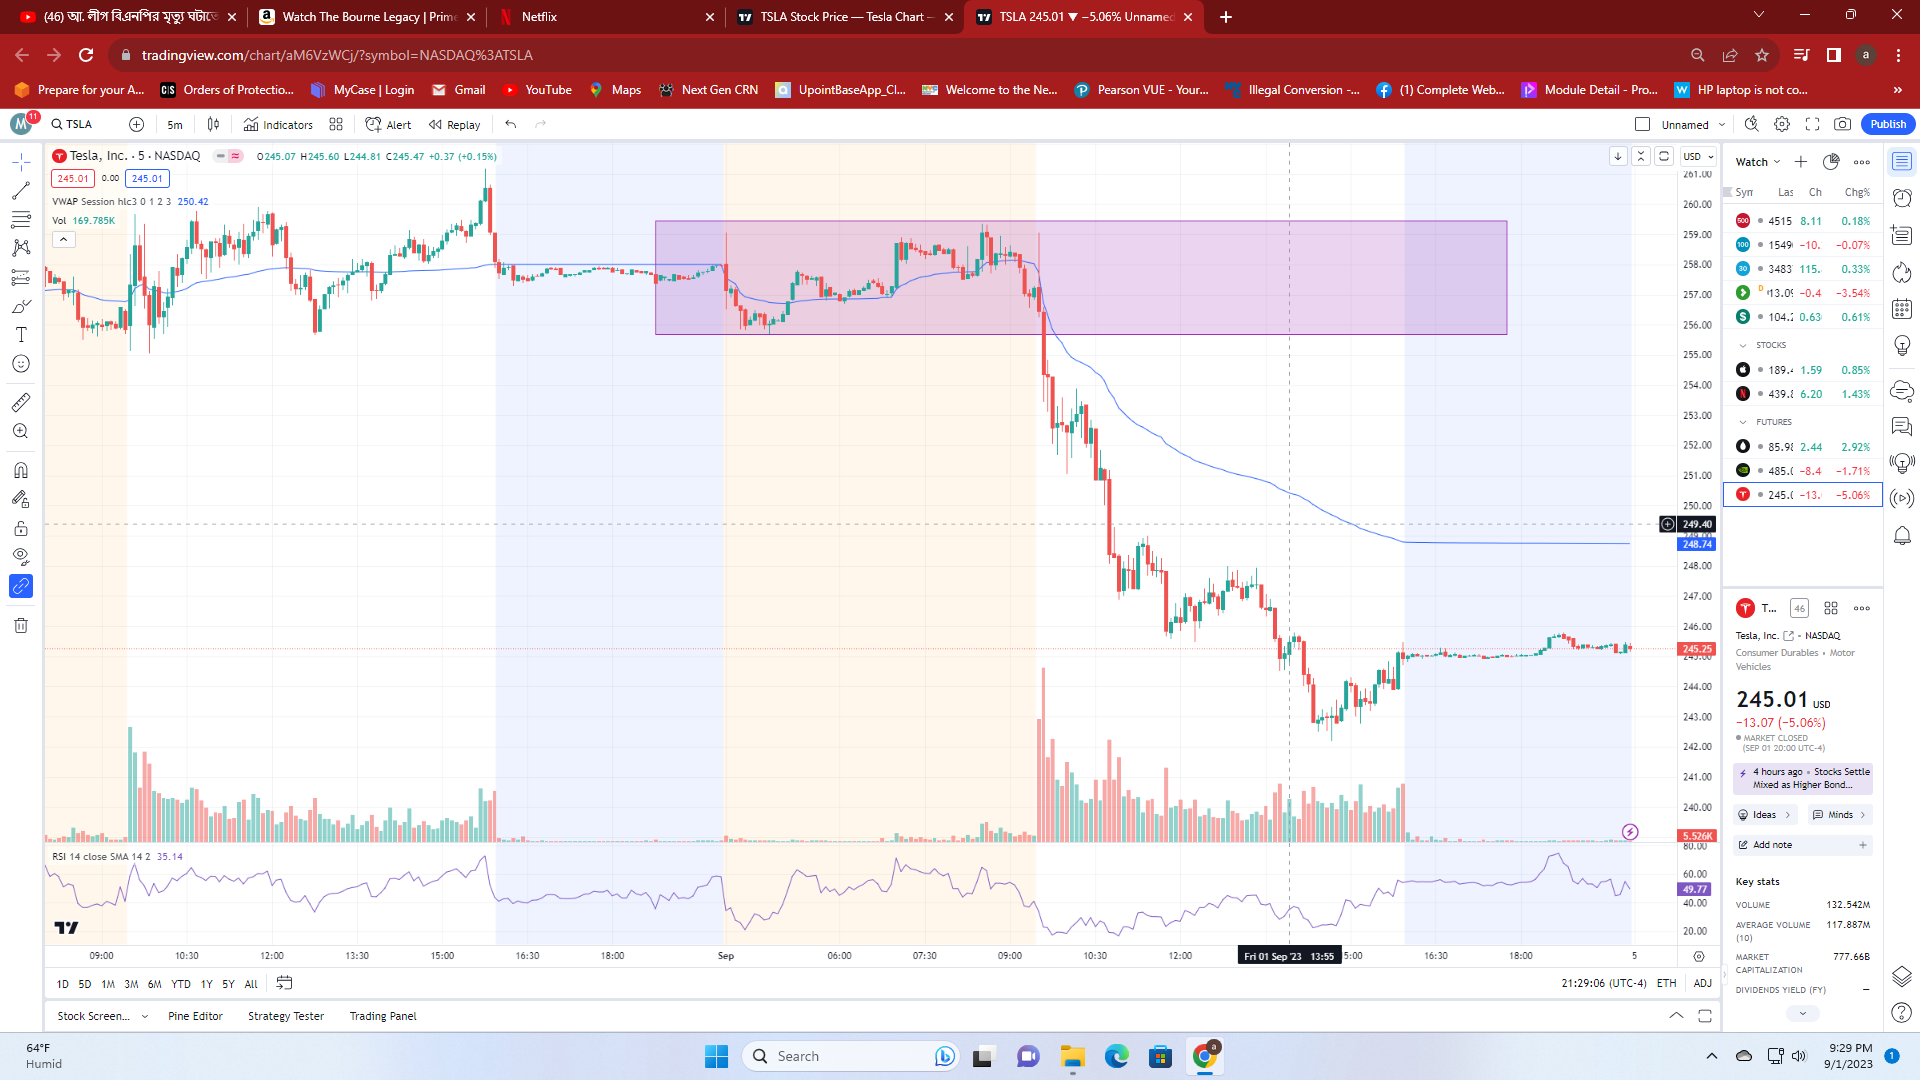 (46) আ. লীগ বিএনপির মৃত্যু ঘটাতে
Watch The Bourne Legacy | Prime
Netflix
TSLA Stock Price — Tesla Chart —
TSLA 245.01 ▼ −5.06% Unnamed
tradingview.com/chart/aM6VzWCj/?symbol=NASDAQ%3ATSLA
a
Prepare for your A...
Orders of Protectio...
MyCase | Login
Gmail
YouTube
Maps
Next Gen CRN
UpointBaseApp_Cl...
Welcome to the Ne...
Pearson VUE - Your...
Illegal Conversion -...
(1) Complete Web...
Module Detail - Pro...
HP laptop is not co...
»
M
11
TSLA
5m
Indicators
Alert
Replay
Unnamed
Publish
Tesla, Inc. · 5 · NASDAQ
O245.07 H245.60 L244.81 C245.47 +0.37 (+0.15%)
245.01
0.00
245.01
VWAP Session hlc3 0 1 2 3 250.42
Vol 169.785K
USD
261.00
260.00
259.00
258.00
257.00
256.00
255.00
254.00
253.00
252.00
251.00
250.00
249.40
248.74
248.00
247.00
246.00
245.25
244.00
243.00
242.00
241.00
240.00
5.526K
80.00
60.00
49.77
40.00
20.00
RSI 14 close SMA 14 2 35.14
09:00
10:30
12:00
13:30
15:00
16:30
18:00
Sep
06:00
07:30
09:00
10:30
12:00
Fri 01 Sep '23 13:55
5:00
16:30
18:00
5
1D 5D 1M 3M 6M YTD 1Y 5Y All
21:29:06 (UTC-4)
ETH
ADJ
Stock Screen...
Pine Editor
Strategy Tester
Trading Panel
Watch
Chg%
500 4515 8.11 0.18%
100 1549 −10. −0.07%
30 3483 115. 0.33%
D 13.09 −0.4 −3.54%
S 104.2 0.63 0.61%
STOCKS
189.4 1.59 0.85%
N 439.8 6.20 1.43%
FUTURES
85.98 2.44 2.92%
485.0 −8.4 −1.71%
245.0 −13. −5.06%
T...
46
Tesla, Inc. • NASDAQ
Consumer Durables • Motor
Vehicles
245.01 USD
−13.07 (−5.06%)
MARKET CLOSED
(SEP 01 20:00 UTC-4)
4 hours ago • Stocks Settle
Mixed as Higher Bond...
Ideas
Minds
Add note
Key stats
VOLUME 132.542M
AVERAGE VOLUME 117.887M
(10)
MARKET 777.66B
CAPITALIZATION
DIVIDENDS YIELD (FY) —
64°F
Humid
Search
a
9:29 PM
9/1/2023
1